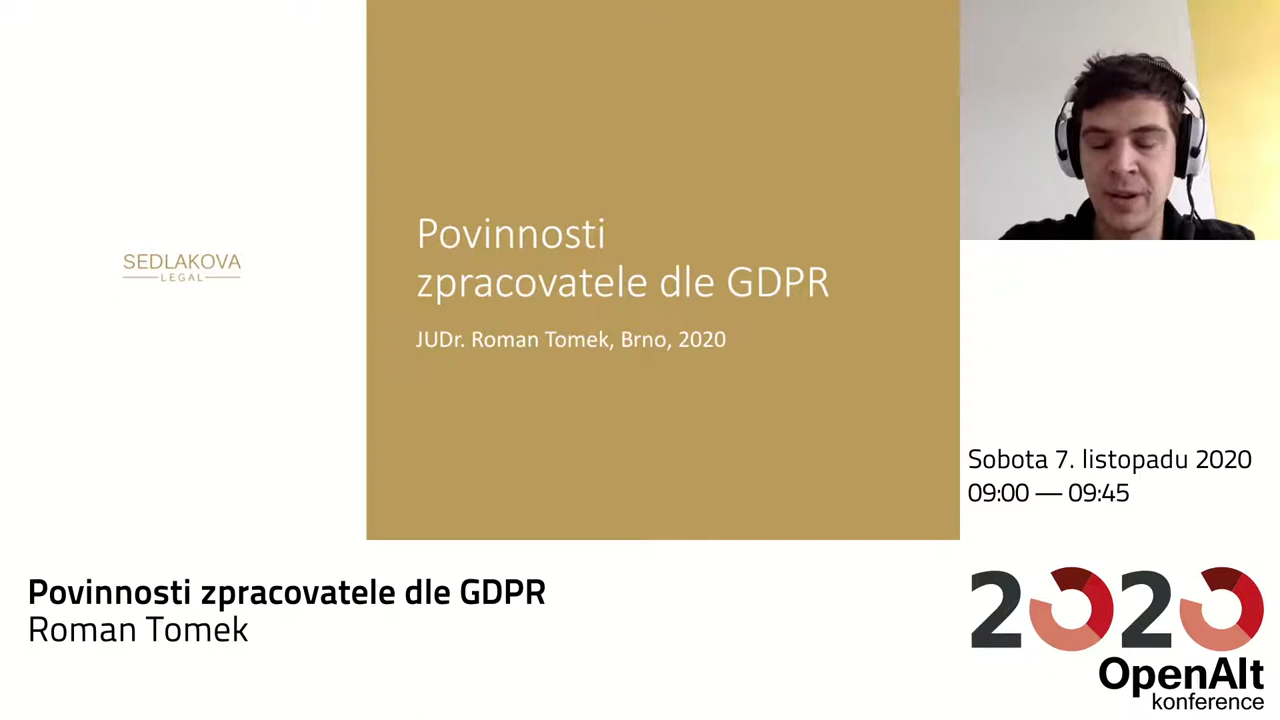 SEDLAKOVA
LEGAL
Povinnosti
zpracovatele dle GDPR
JUDr. Roman Tomek, Brno, 2020
Sobota 7. listopadu 2020
09:00 — 09:45
Povinnosti zpracovatele dle GDPR
Roman Tomek
2020
OpenAlt
konference